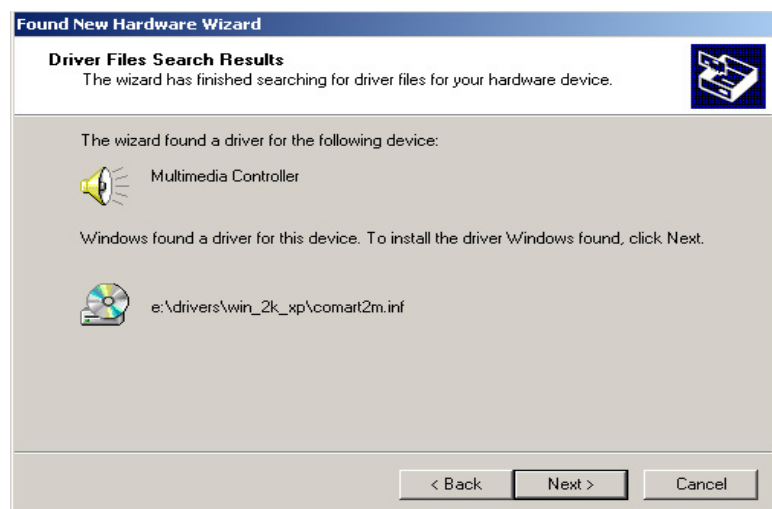 Found New Hardware Wizard
Driver Files Search Results
The wizard has finished searching for driver files for your hardware device.
The wizard found a driver for the following device:
Multimedia Controller
Windows found a driver for this device. To install the driver Windows found, click Next.
e:\drivers\win_2k_xp\comart2m.inf
< Back Next > Cancel